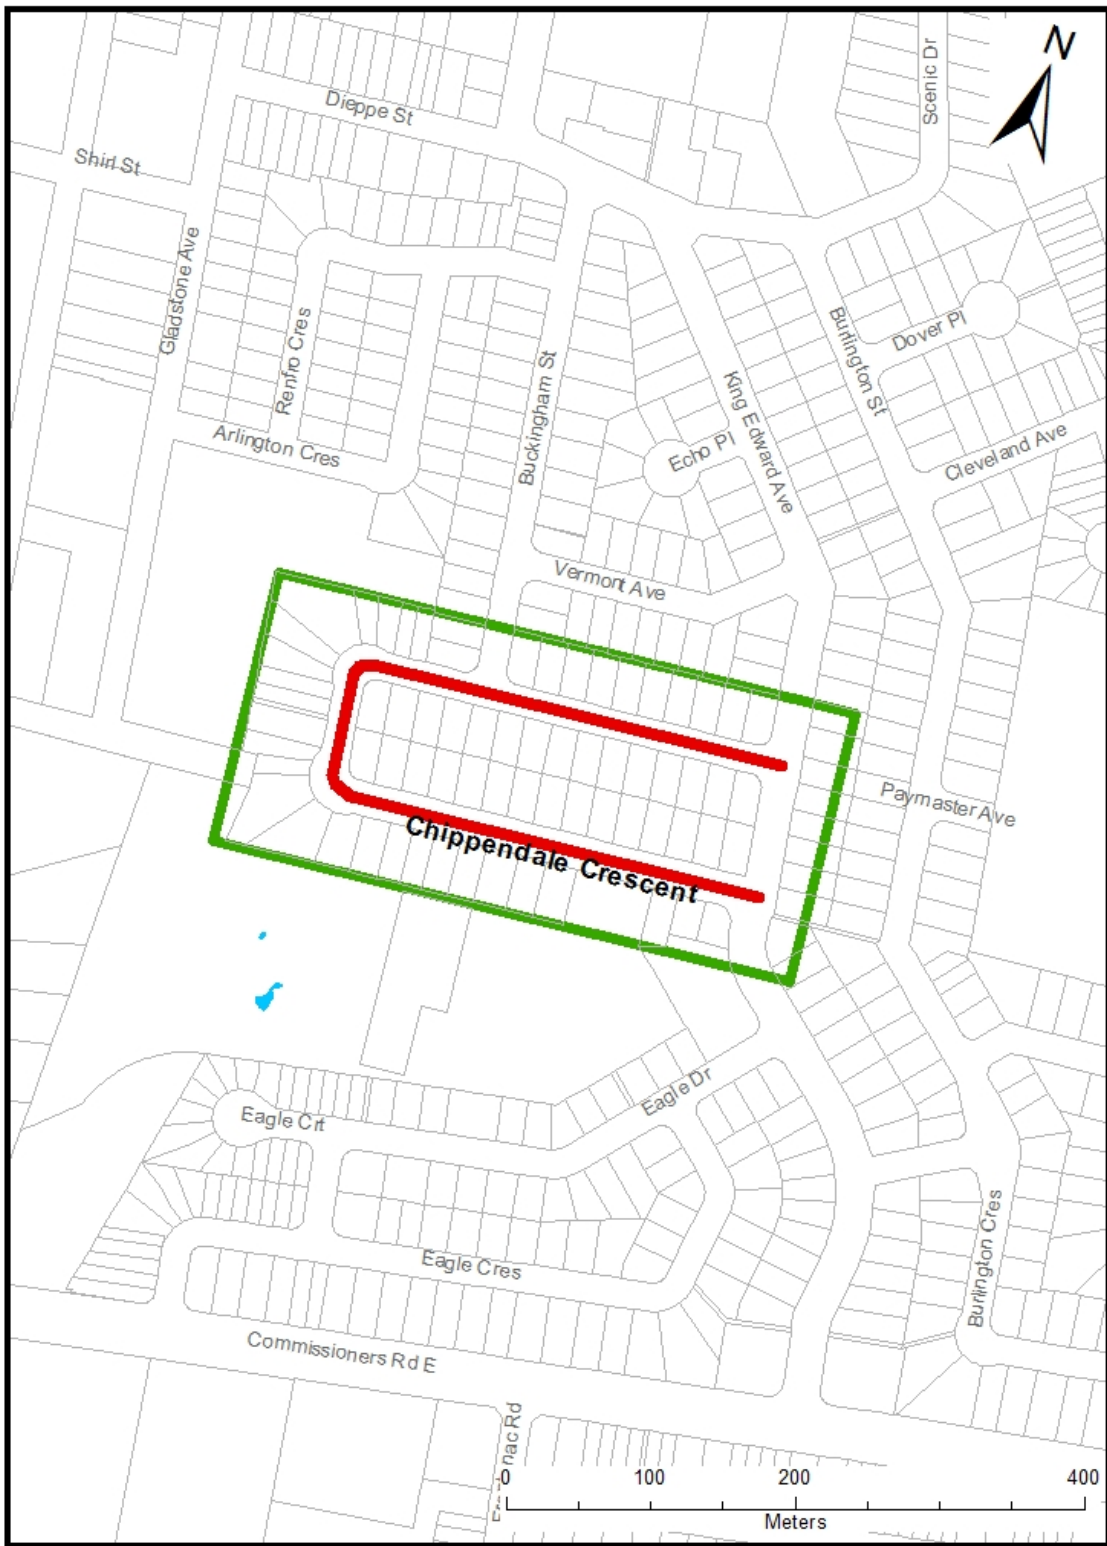 N
Scenic Dr
Dieppe St
Shirl St
Gladstone Ave
Renfro Cres
Buckingham St
Burlington St
Dover Pl
King Edward Ave
Arlington Cres
Echo Pl
Cleveland Ave
Vermont Ave
Paymaster Ave
Chippendale Crescent
Eagle Dr
Eagle Crt
Burlington Cres
Eagle Cres
Commissioners Rd E
nac Rd
0 100 200 400
Meters